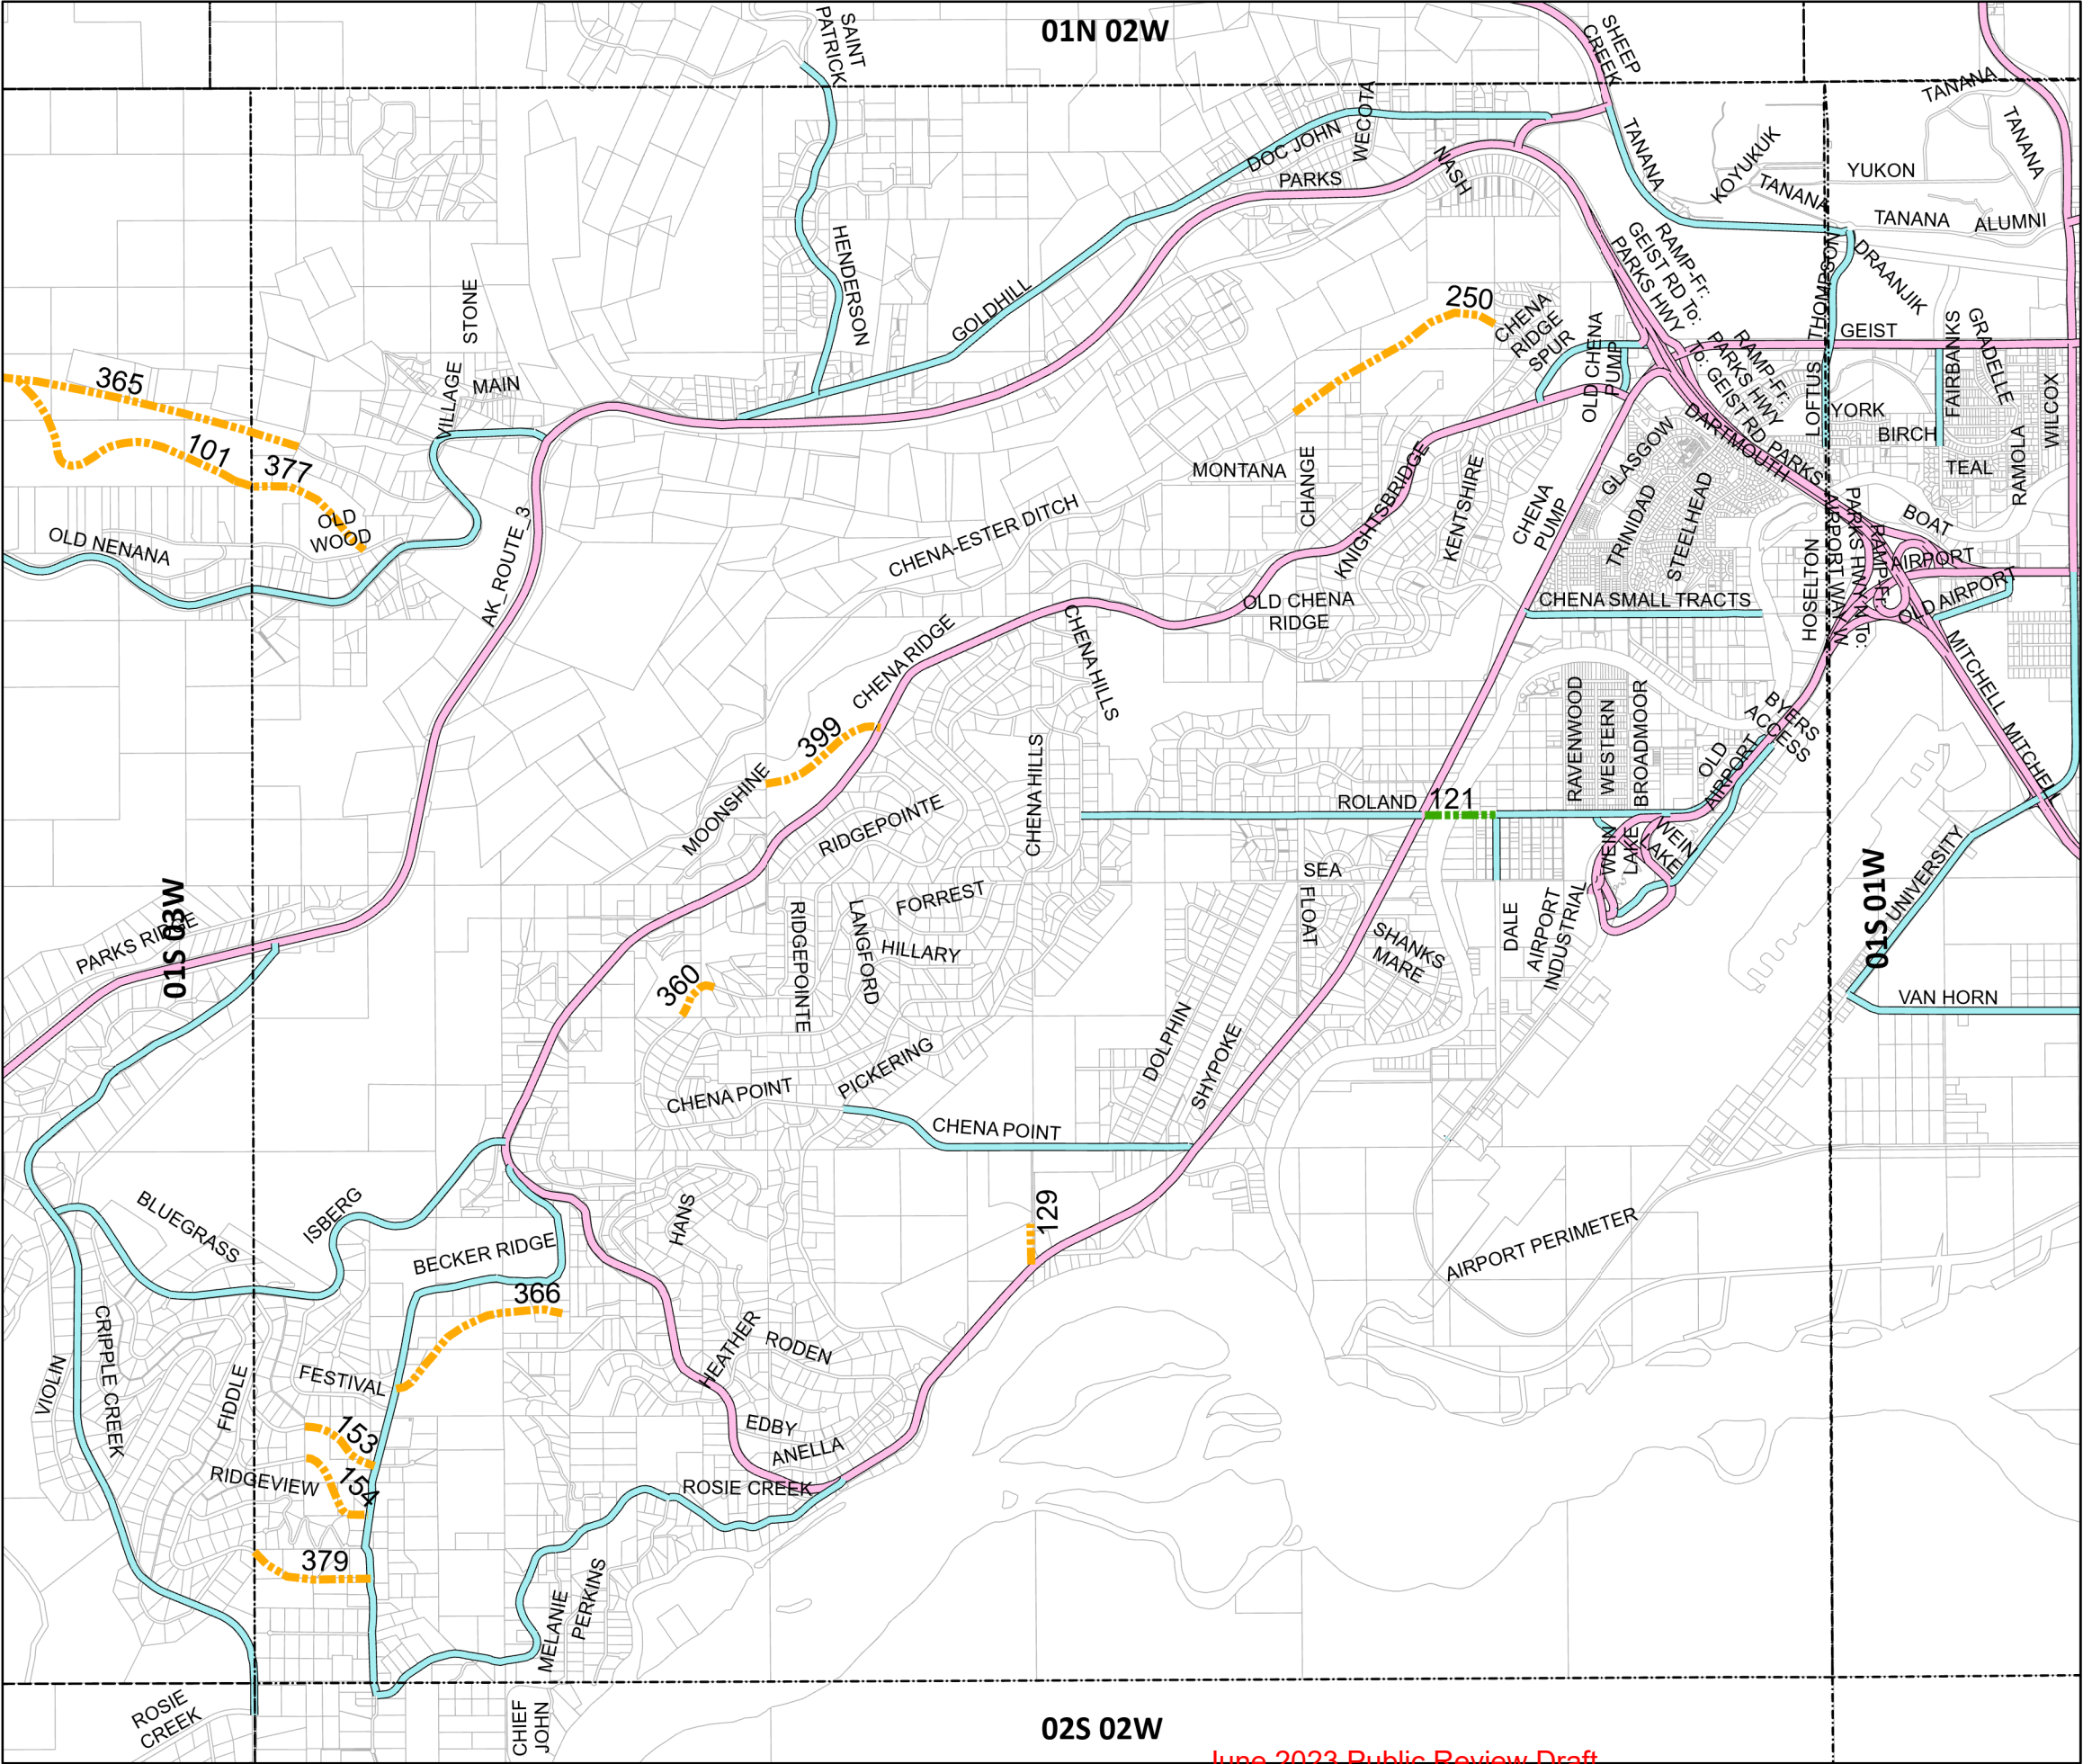 01N 02W
SAINT
PATRICK
SHEEP
CREEK
TANANA
TANANA
WECOTA
DOC JOHN
PARKS
NASH
TANANA
KOYUKUK
YUKON
TANANA
TANANA
ALUMNI
HENDERSON
GOLDHILL
STONE
VILLAGE
MAIN
365
101
377
OLD
WOOD
OLD NENANA
AK_ROUTE_3
250
CHENA
RIDGE
SPUR
OLD CHENA
PUMP
RAMP-Fr:
GEIST RD To:
PARKS HWY
RAMP-Fr:
PARKS HWY
To: GEIST RD
THOMPSON
DRAANJIK
GEIST
FAIRBANKS
GRADELLE
LOFTUS
YORK
BIRCH
TEAL
RAMOLA
WILCOX
DARTMOUTH
PARKS
GLASGOW
TRINIDAD
STEELHEAD
CHENA
PUMP
MONTANA
CHANGE
KNIGHTSBRIDGE
KENTSHIRE
CHENA-ESTER DITCH
OLD CHENA
RIDGE
CHENA SMALL TRACTS
HOSELTON
BOAT
AIRPORT
OLD AIRPORT
MITCHELL
MITCHELL
CHENA RIDGE
CHENA HILLS
CHENA HILLS
399
MOONSHINE
RIDGEPOINTE
RAVENWOOD
WESTERN
BROADMOOR
OLD
AIRPORT
BYERS
ACCESS
ROLAND
121
WEIN
LAKE
WEIN
LAKE
SEA
FLOAT
FORREST
HILLARY
LANGFORD
RIDGEPOINTE
360
SHANKS
MARE
DALE
AIRPORT
INDUSTRIAL
UNIVERSITY
01S 01W
VAN HORN
PARKS RIDGE
01S 03W
DOLPHIN
SHYPOKE
PICKERING
CHENA POINT
CHENA POINT
129
AIRPORT PERIMETER
BLUEGRASS
ISBERG
BECKER RIDGE
HANS
366
HEATHER
RODEN
CRIPPLE CREEK
VIOLIN
FIDDLE
FESTIVAL
153
154
RIDGEVIEW
EDBY
ANELLA
ROSIE CREEK
379
MELANIE
PERKINS
ROSIE
CREEK
CHIEF
JOHN
02S 02W
June 2023 Public Review Draft